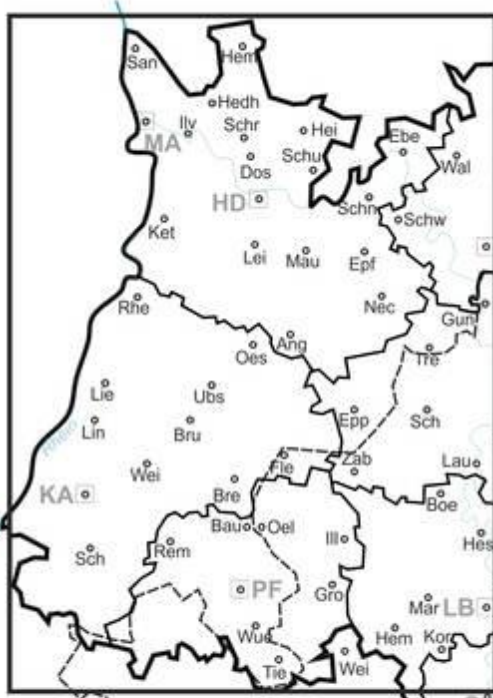 San
Hem
Hedh
MA
Ilv
Schr
Hei
Ebe
Dos
Schu
Wal
HD
Schn
Ket
Schw
Lei
Mau
Epf
Rhe
Nec
Gun
Ang
Oes
Tre
Lie
Ubs
Epp
Sch
Lin
Bru
Rhein
Wei
Fle
Zab
Lau
KA
Bre
Boe
Bau
Oel
Ill
Hes
Sch
Rem
PF
Gro
Mar
LB
Wue
Hem
Kor
Tie
Wei